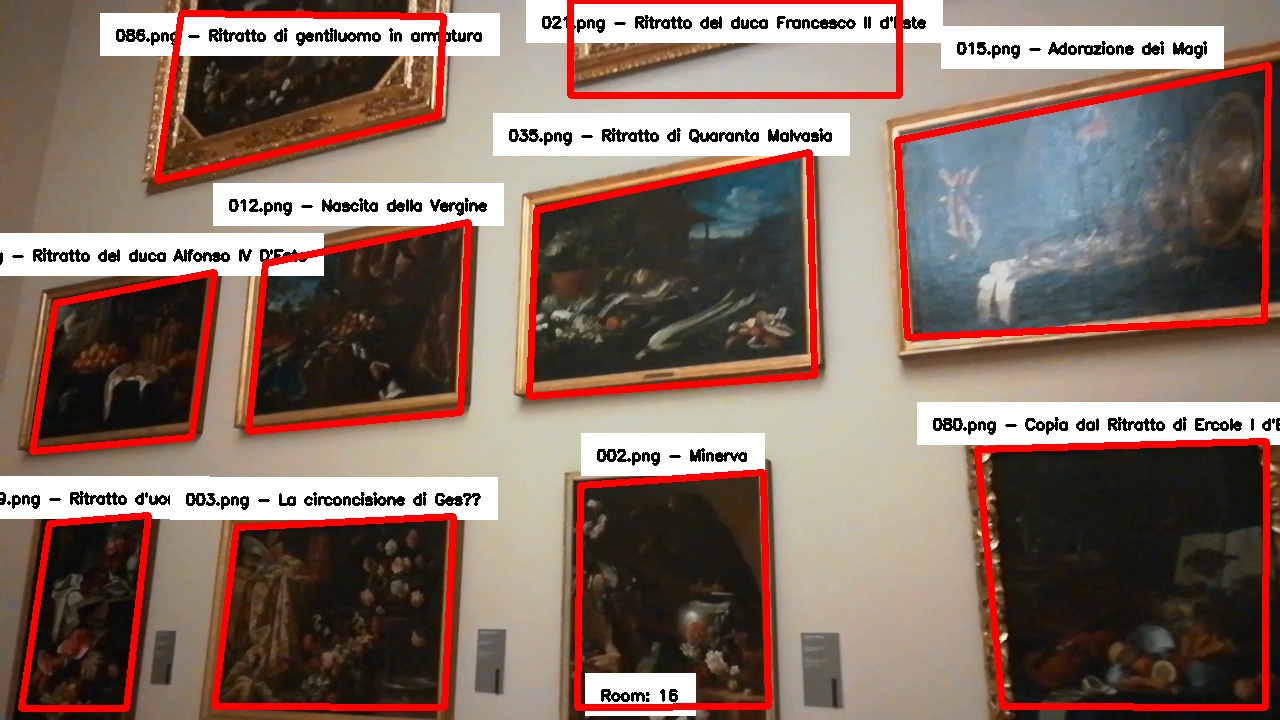 086.png - Ritratto di gentiluomo in armatura
021.png - Ritratto del duca Francesco II d'Este
015.png - Adorazione dei Magi
035.png - Ritratto di Quaranta Malvasia
012.png - Nascita della Vergine
- Ritratto del duca Alfonso IV D'Este
080.png - Copia dal Ritratto di Ercole I
002.png - Minerva
9.png - Ritratto
003.png - La circoncisione di Ges??
Room: 16